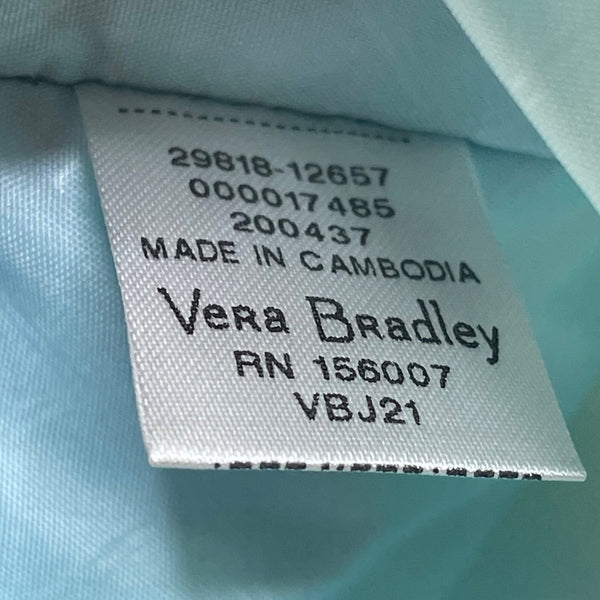 29818-12657
000017485
200437
MADE IN CAMBODIA
Vera Bradley
RN 156007
VBJ21